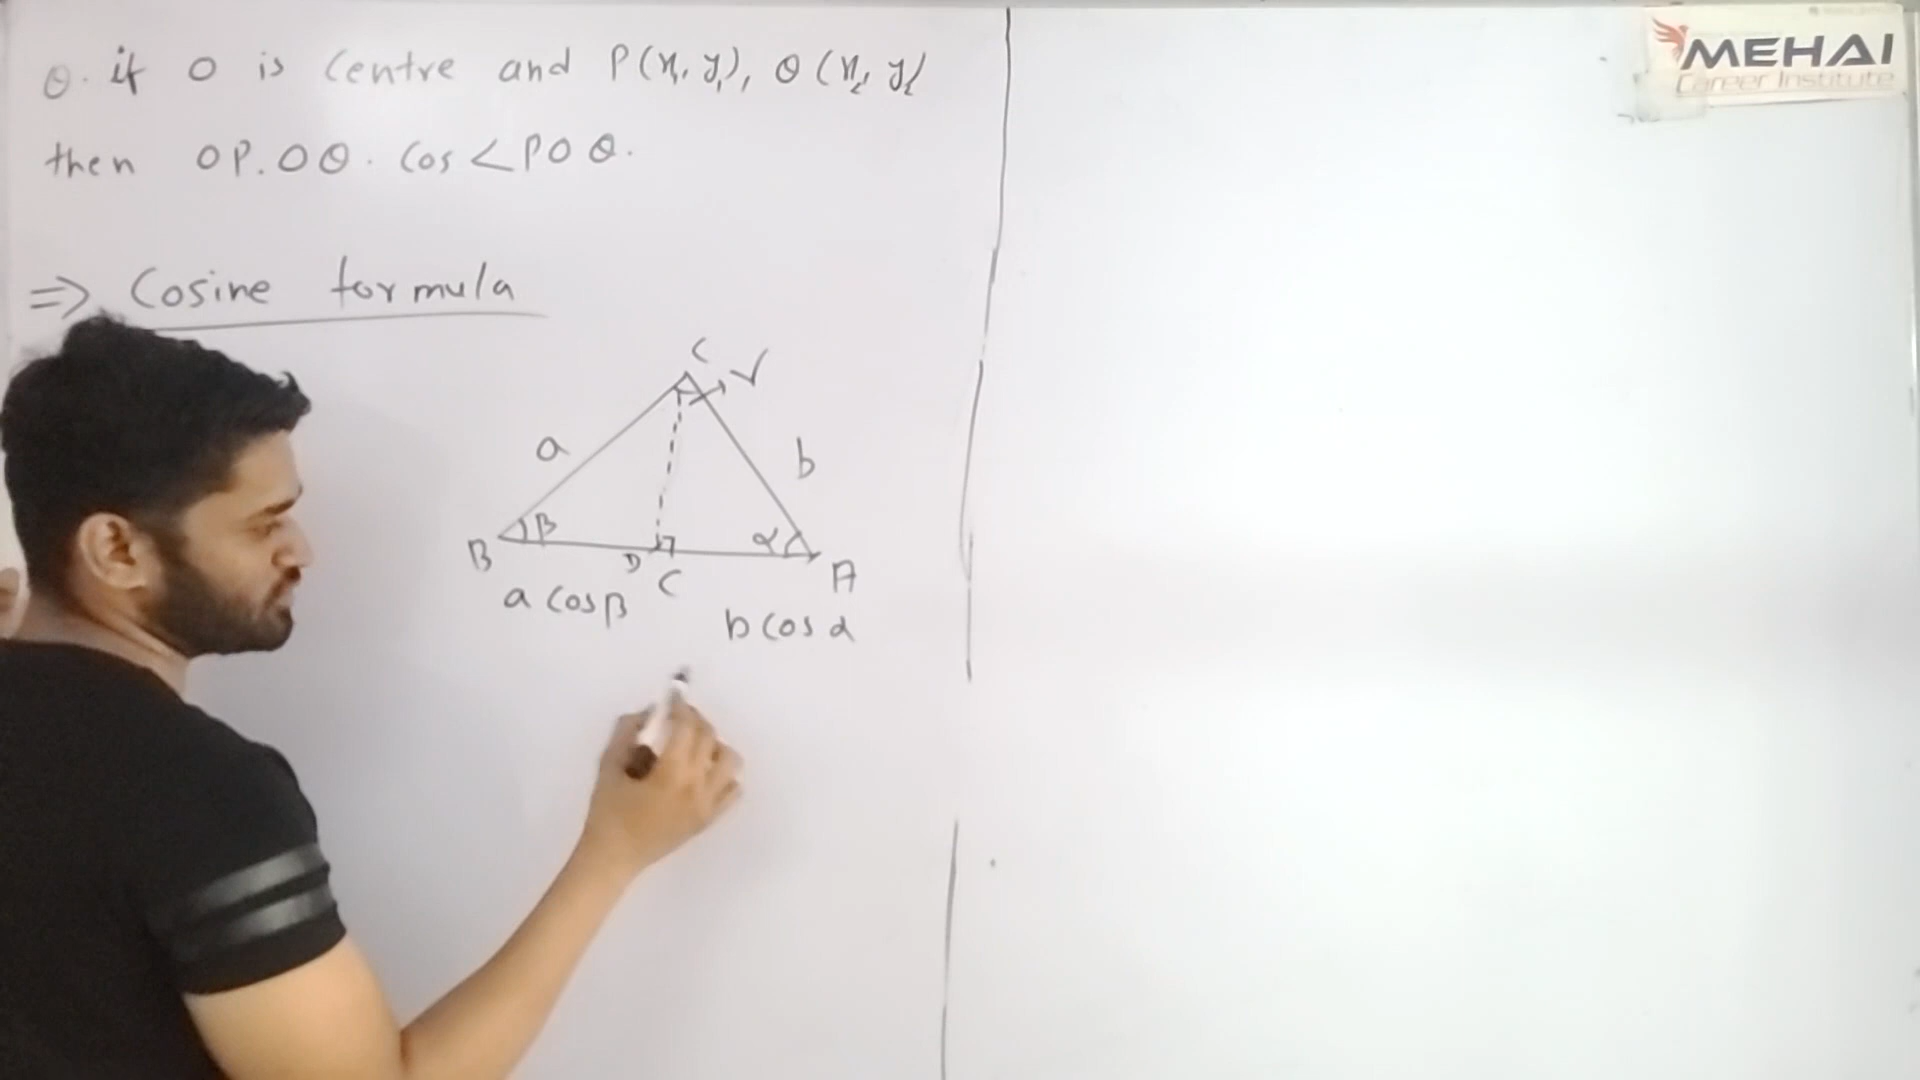 Q. if O is Centre and P(x₁, y₁), Q(x₂, y₂)
then OP.OQ. Cos∠POQ.
⇒ Cosine formula
C
γ
a
b
β
α
B
D
C
A
a cosβ
b cos α
MEHAI
Career Institute